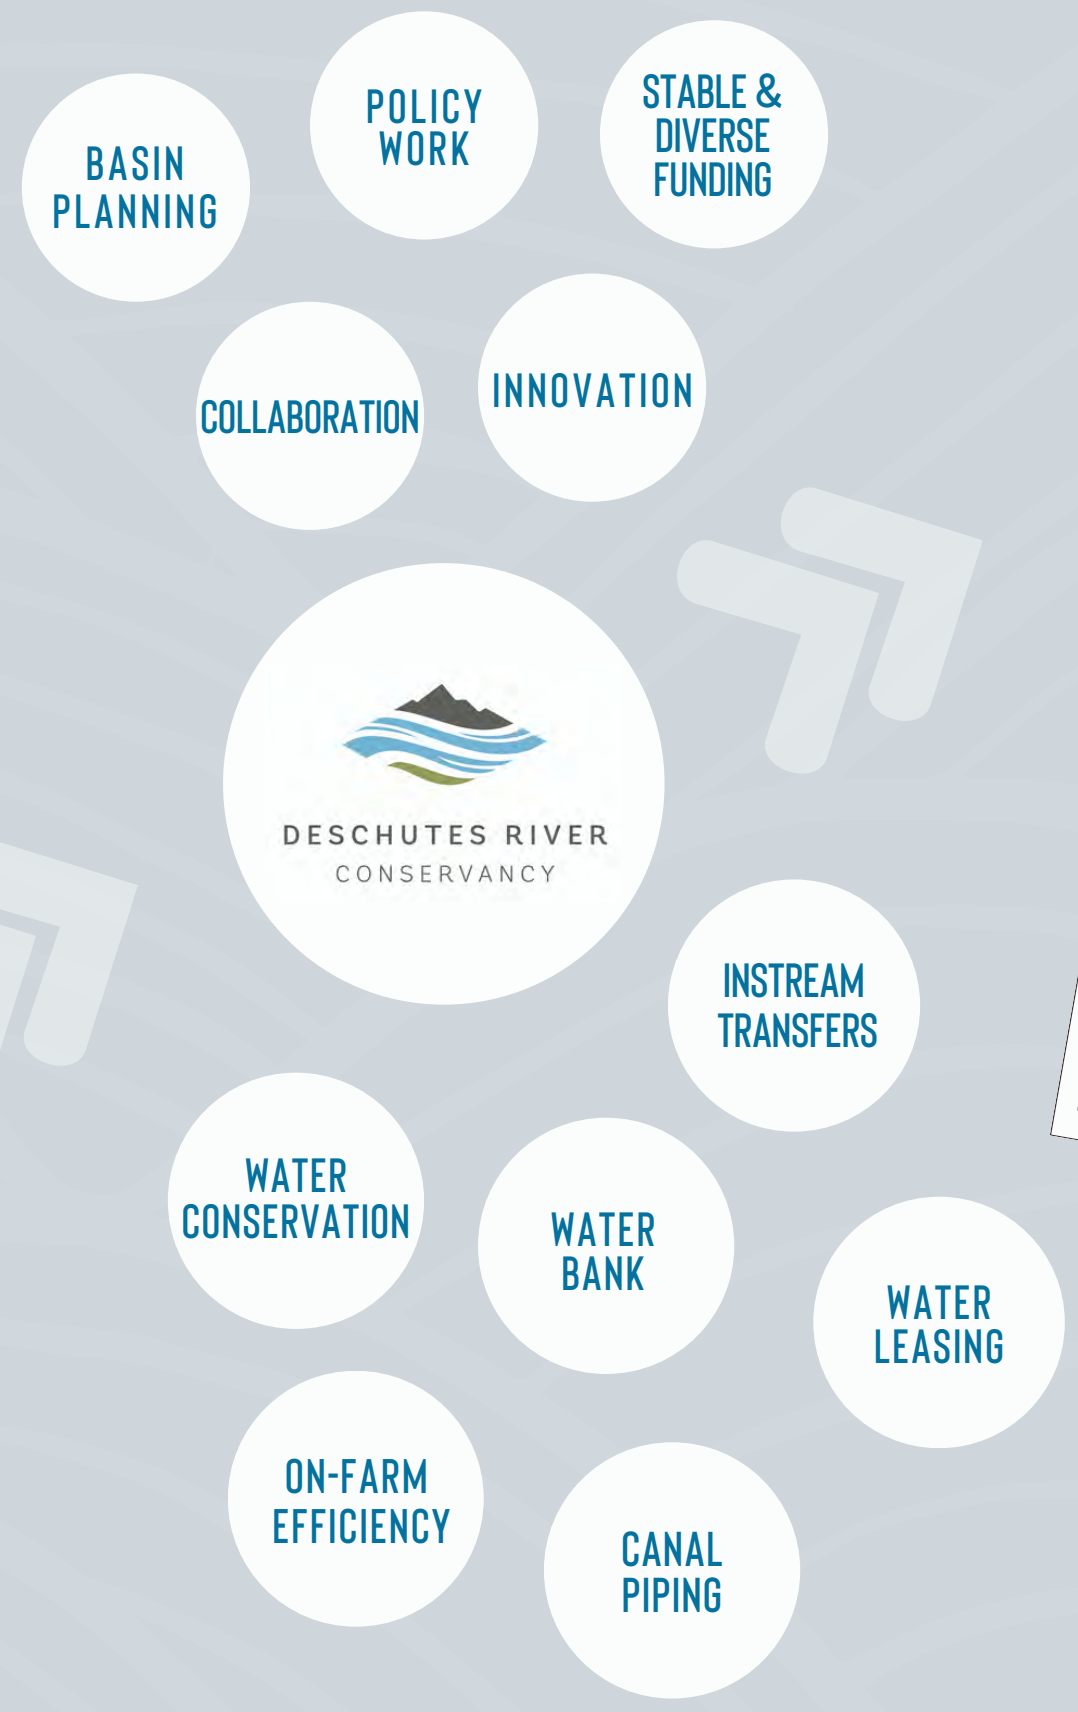 BASIN
PLANNING
POLICY
WORK
STABLE &
DIVERSE
FUNDING
COLLABORATION
INNOVATION
DESCHUTES RIVER
CONSERVANCY
INSTREAM
TRANSFERS
WATER
CONSERVATION
WATER
BANK
WATER
LEASING
ON-FARM
EFFICIENCY
CANAL
PIPING